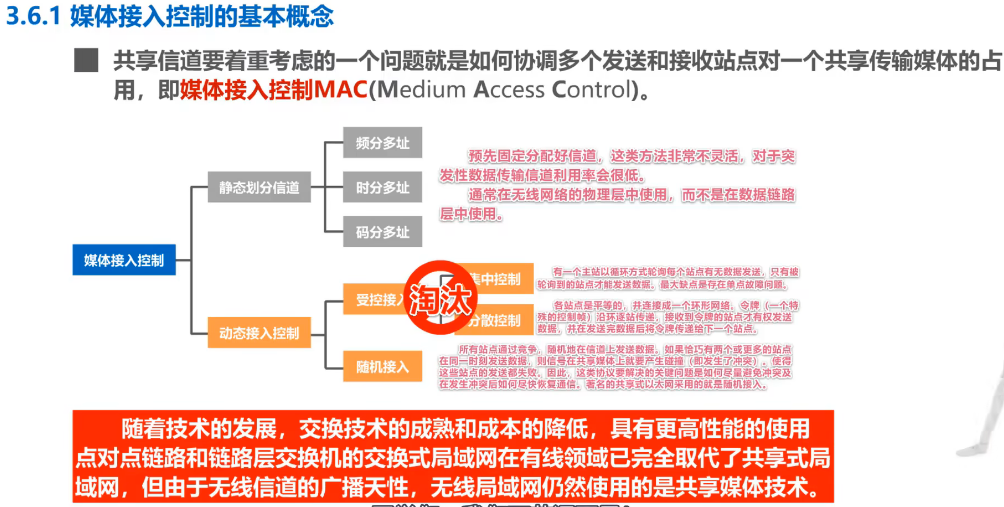 3.6.1 媒体接入控制的基本概念
共享信道要着重考虑的一个问题就是如何协调多个发送和接收站点对一个共享传输媒体的占
用，即媒体接入控制MAC(Medium Access Control)。
频分多址
预先固定分配好信道，这类方法非常不灵活，对于突
发性数据传输信道利用率会很低。
静态划分信道
时分多址
通常在无线网络的物理层中使用，而不是在数据链路
层中使用。
码分多址
媒体接入控制
集中控制
有一个主站以循环方式轮询每个站点有无数据发送，只有被
轮询到的站点才能发送数据。最大缺点是存在单点故障问题。
受控接入
淘汰
分散控制
各站点是平等的，并连接成一个环形网络。令牌（一个特
殊的控制帧）沿环逐站传递，接收到令牌的站点才有权发送
数据，并在发送完数据后将令牌传递给下一个站点。
动态接入控制
随机接入
所有站点通过竞争，随机地在信道上发送数据。如果恰巧有两个或更多的站点
在同一时刻发送数据，则信号在共享媒体上就要产生碰撞（即发生了冲突），使得
这些站点的发送都失败。因此，这类协议要解决的关键问题是如何尽量避免冲突及
在发生冲突后如何尽快恢复通信。著名的共享式以太网采用的就是随机接入。
随着技术的发展，交换技术的成熟和成本的降低，具有更高性能的使用
点对点链路和链路层交换机的交换式局域网在有线领域已完全取代了共享式局
域网，但由于无线信道的广播天性，无线局域网仍然使用的是共享媒体技术。